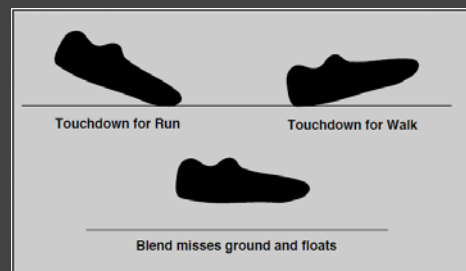 Touchdown for Run
Touchdown for Walk
Blend misses ground and floats